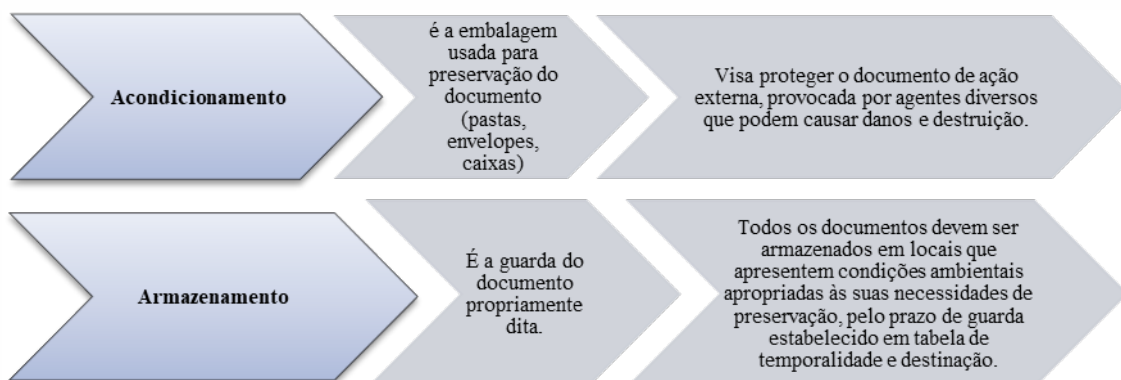 Acondicionamento
é a embalagem
usada para
preservação do
documento
(pastas,
envelopes,
caixas)
Visa proteger o documento de ação
externa, provocada por agentes diversos
que podem causar danos e destruição.
Armazenamento
É a guarda do
documento
propriamente
dita.
Todos os documentos devem ser
armazenados em locais que
apresentem condições ambientais
apropriadas às suas necessidades de
preservação, pelo prazo de guarda
estabelecido em tabela de
temporalidade e destinação.